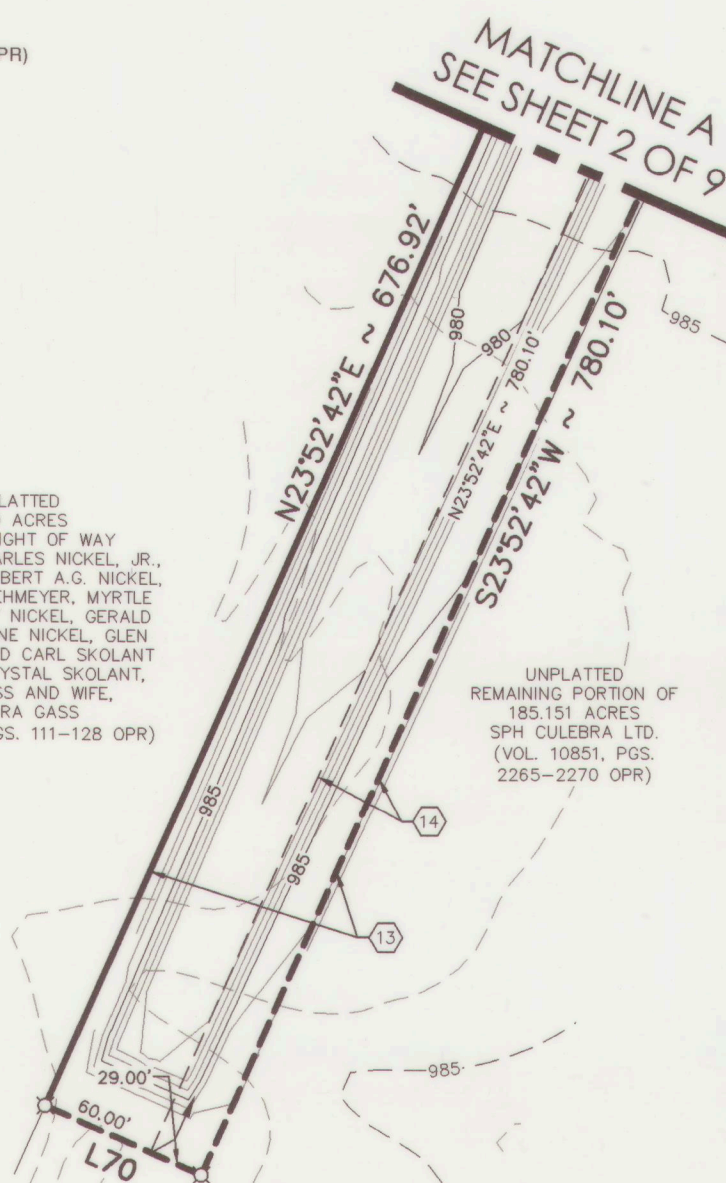 PR)
MATCHLINE A
SEE SHEET 2 OF 9
N23°52'42"E ~ 676.92'
980
980
985
N23°52'42"E ~ 780.10'
S23°52'42"W ~ 780.10'
LATTED
ACRES
IGHT OF WAY
ARLES NICKEL, JR.,
BERT A.G. NICKEL,
EHMEYER, MYRTLE
NICKEL, GERALD
NE NICKEL, GLEN
D CARL SKOLANT
YSTAL SKOLANT,
SS AND WIFE,
RA GASS
GS. 111-128 OPR)
UNPLATTED
REMAINING PORTION OF
185.151 ACRES
SPH CULEBRA LTD.
(VOL. 10851, PGS.
2265-2270 OPR)
985
14
985
13
29.00'
985
60.00'
L70